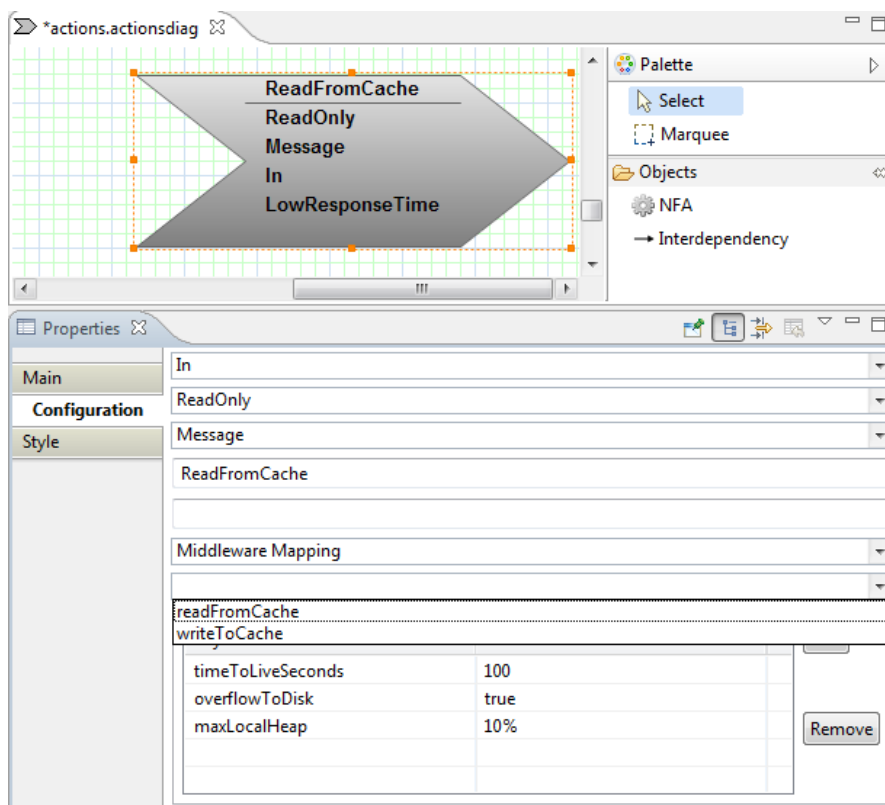 *actions.actionsdiag
ReadFromCache
ReadOnly
Message
In
LowResponseTime
Palette
Select
Marquee
Objects
NFA
Interdependency
Properties
Main
Configuration
Style
In
ReadOnly
Message
ReadFromCache
Middleware Mapping
readFromCache
writeToCache
timeToLiveSeconds 100
overflowToDisk true
maxLocalHeap 10%
Remove